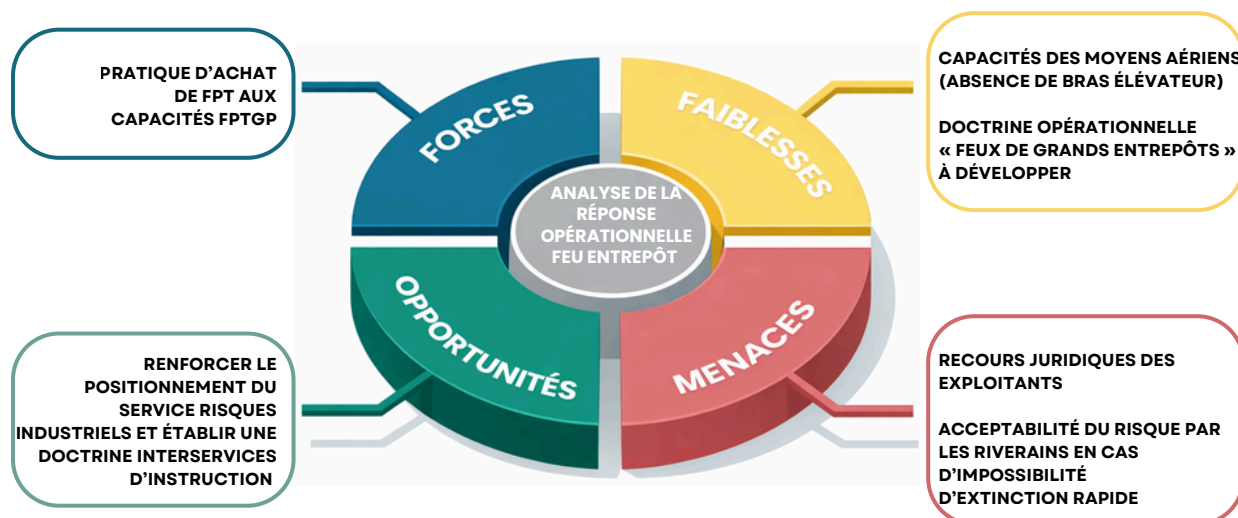 PRATIQUE D'ACHAT
DE FPT AUX
CAPACITÉS FPTGP
FORCES
FAIBLESSES
CAPACITÉS DES MOYENS AÉRIENS
(ABSENCE DE BRAS ÉLÉVATEUR)
DOCTRINE OPÉRATIONNELLE
« FEUX DE GRANDS ENTREPÔTS »
À DÉVELOPPER
ANALYSE DE LA
RÉPONSE
OPÉRATIONNELLE
FEU ENTREPÔT
OPPORTUNITÉS
MENACES
RENFORCER LE
POSITIONNEMENT DU
SERVICE RISQUES
INDUSTRIELS ET ÉTABLIR UNE
DOCTRINE INTERSERVICES
D'INSTRUCTION
RECOURS JURIDIQUES DES
EXPLOITANTS
ACCEPTABILITÉ DU RISQUE PAR
LES RIVERAINS EN CAS
D'IMPOSSIBILITÉ
D'EXTINCTION RAPIDE